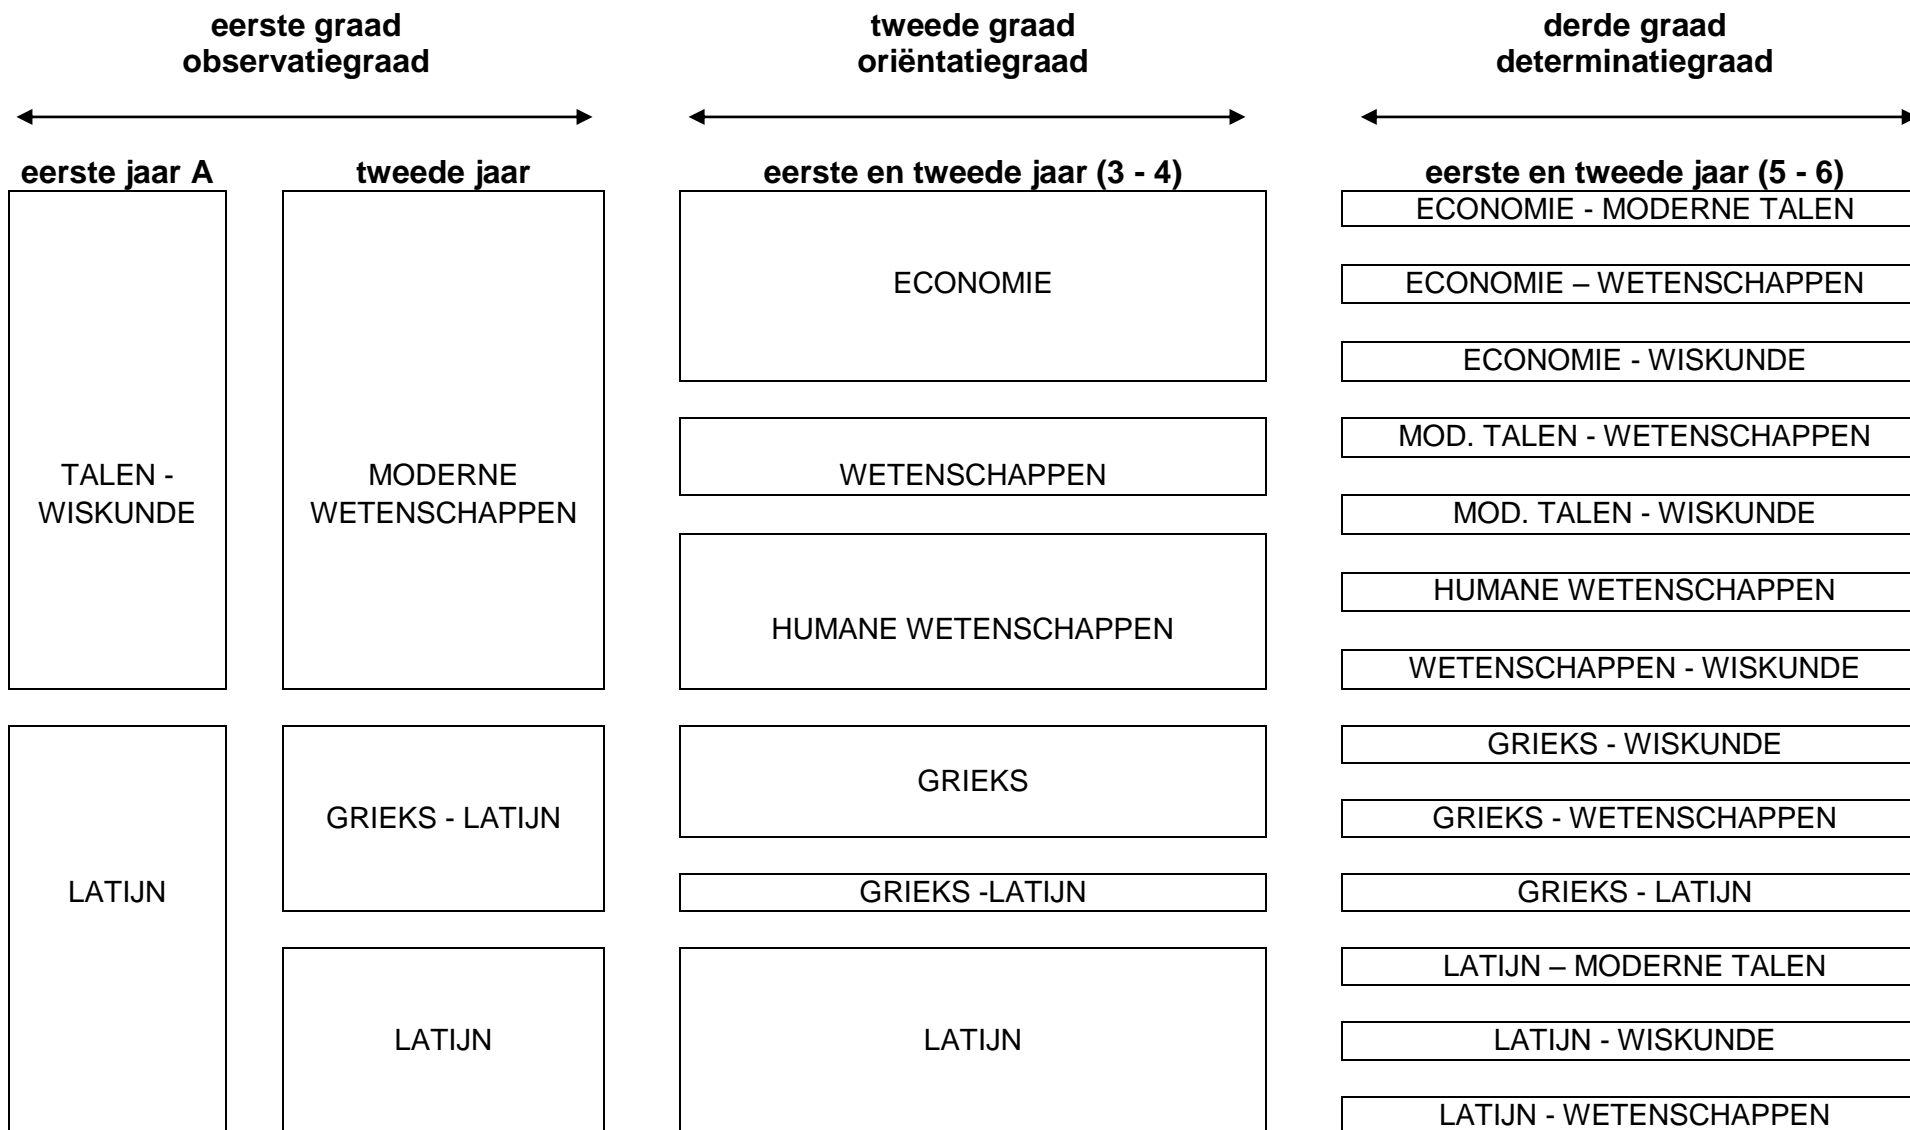 eerste graad
observatiegraad
tweede graad
oriëntatiegraad
derde graad
determinatiegraad
eerste jaar A
tweede jaar
eerste en tweede jaar (3 - 4)
eerste en tweede jaar (5 - 6)
TALEN -
WISKUNDE
MODERNE
WETENSCHAPPEN
ECONOMIE
WETENSCHAPPEN
HUMANE WETENSCHAPPEN
ECONOMIE - MODERNE TALEN
ECONOMIE – WETENSCHAPPEN
ECONOMIE - WISKUNDE
MOD. TALEN - WETENSCHAPPEN
MOD. TALEN - WISKUNDE
HUMANE WETENSCHAPPEN
WETENSCHAPPEN - WISKUNDE
LATIJN
GRIEKS - LATIJN
LATIJN
GRIEKS
GRIEKS -LATIJN
LATIJN
GRIEKS - WISKUNDE
GRIEKS - WETENSCHAPPEN
GRIEKS - LATIJN
LATIJN – MODERNE TALEN
LATIJN - WISKUNDE
LATIJN - WETENSCHAPPEN